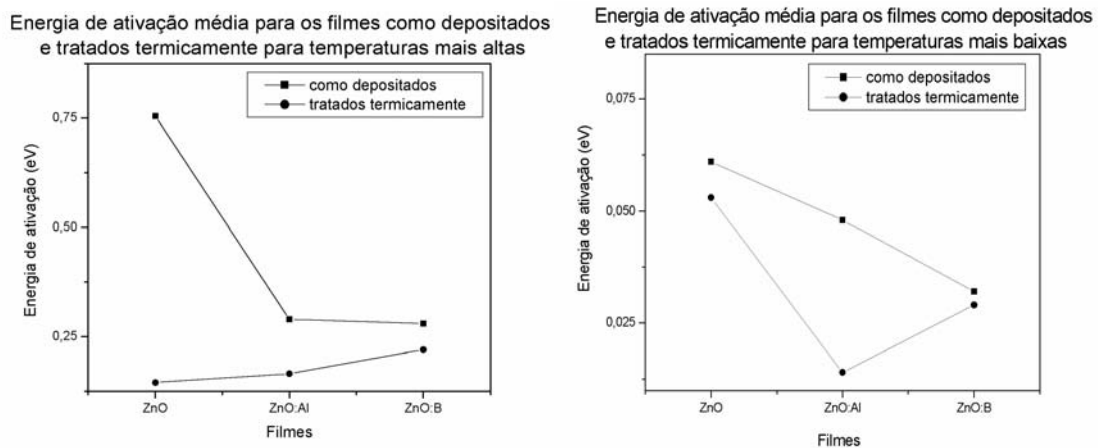 Energia de ativação média para os filmes como depositados
e tratados termicamente para temperaturas mais altas
como depositados
tratados termicamente
Energia de ativação (eV)
0,75
0,50
0,25
ZnO
ZnO:Al
ZnO:B
Filmes
Energia de ativação média para os filmes como depositados
e tratados termicamente para temperaturas mais baixas
como depositados
tratados termicamente
Energia de ativação (eV)
0,075
0,050
0,025
ZnO
ZnO:Al
ZnO:B
Filmes